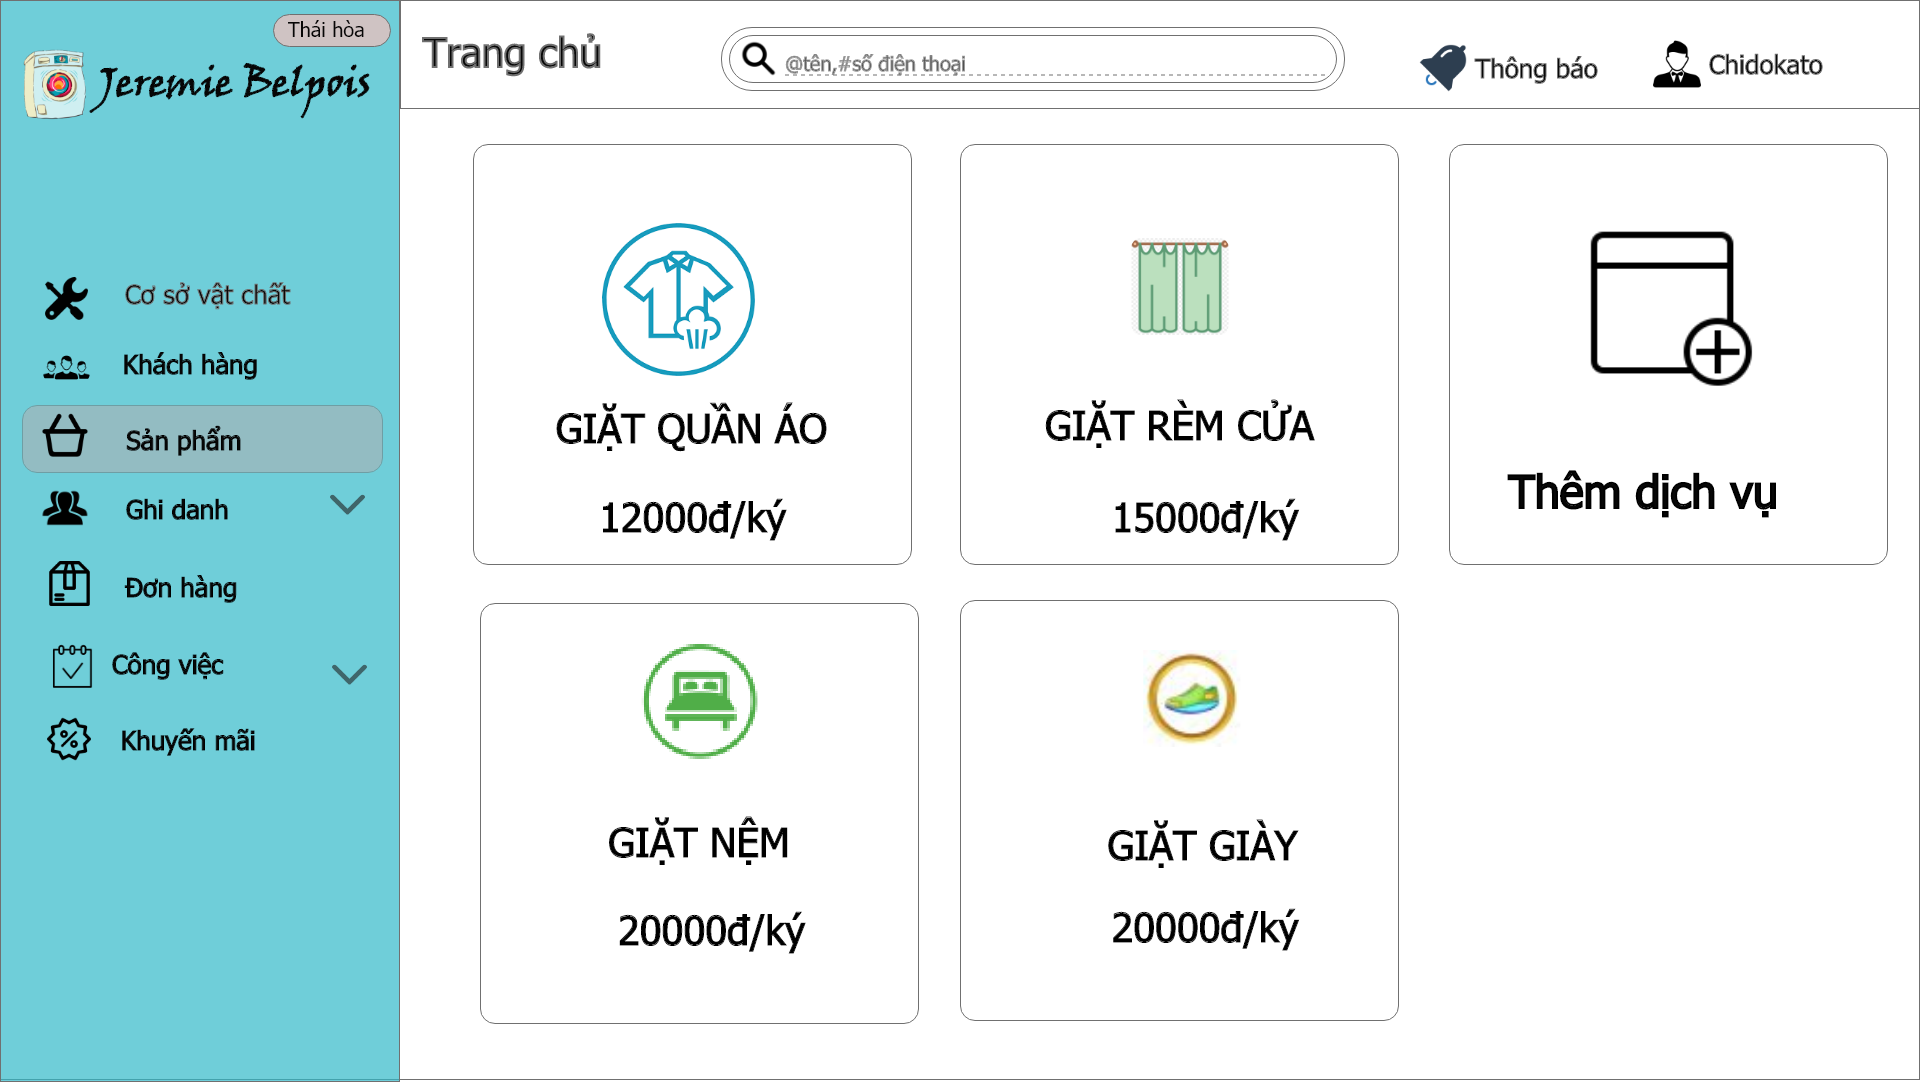 Thái hòa
Jeremie Belpois
Trang chủ
@tên,#số điện thoại
Thông báo
Chidokato
Cơ sở vật chất
Khách hàng
Sản phẩm
Ghi danh
Đơn hàng
Công việc
Khuyến mãi
GIẶT QUẦN ÁO
12000đ/ký
GIẶT RÈM CỬA
15000đ/ký
Thêm dịch vụ
GIẶT NỆM
20000đ/ký
GIẶT GIÀY
20000đ/ký